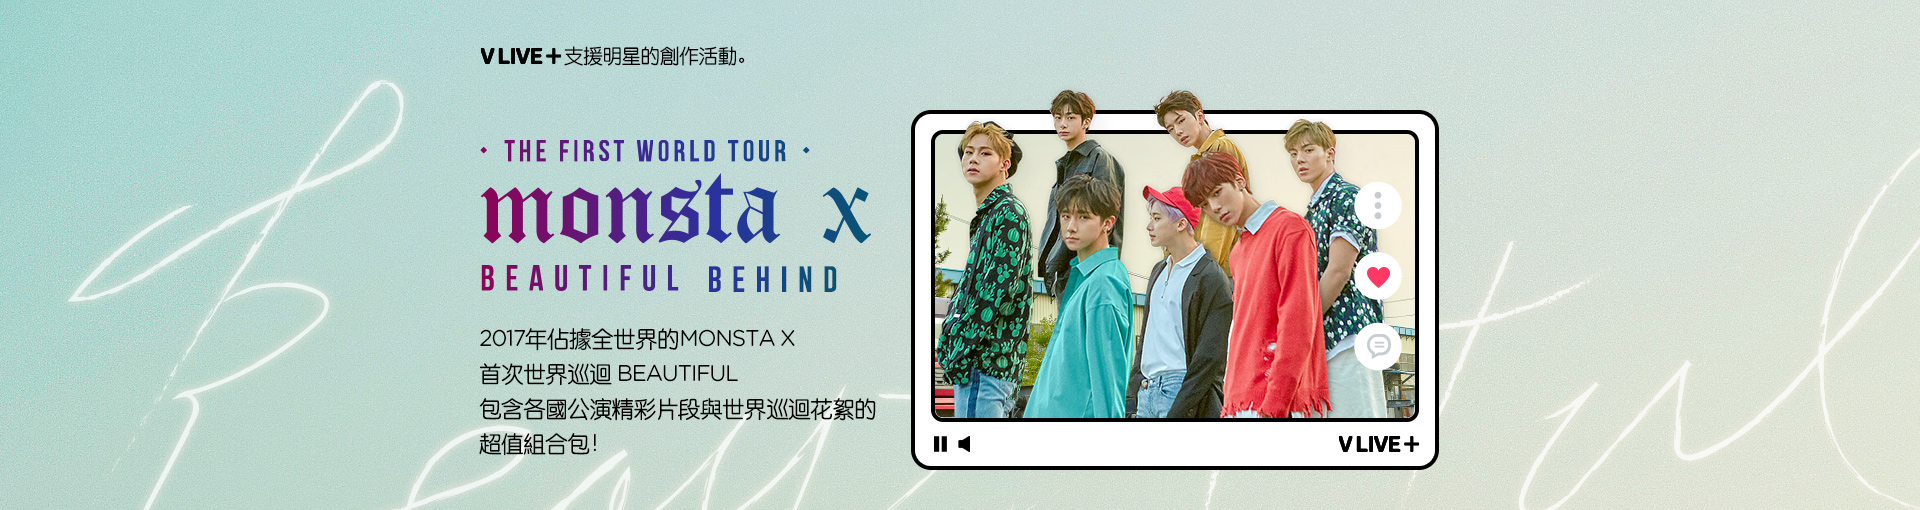 V LIVE+支援明星的創作活動。
· THE FIRST WORLD TOUR ·
monsta x
BEAUTIFUL BEHIND
2017年佔據全世界的MONSTA X
首次世界巡迴 BEAUTIFUL
包含各國公演精彩片段與世界巡迴花絮的
超值組合包!
V LIVE+
Beautiful